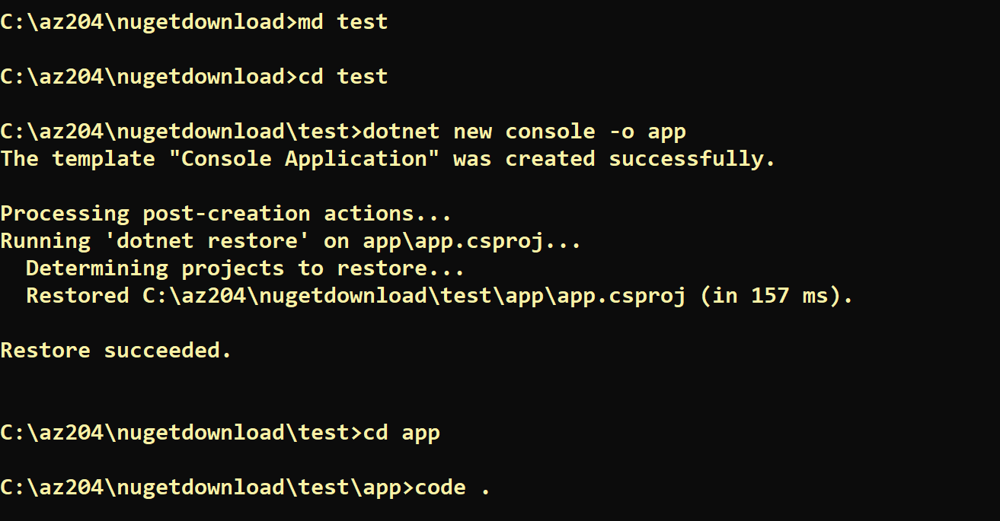 C:\az204\nugetdownload>md test
C:\az204\nugetdownload>cd test
C:\az204\nugetdownload\test>dotnet new console -o app
The template "Console Application" was created successfully.
Processing post-creation actions...
Running 'dotnet restore' on app\app.csproj...
  Determining projects to restore...
  Restored C:\az204\nugetdownload\test\app\app.csproj (in 157 ms).
Restore succeeded.
C:\az204\nugetdownload\test>cd app
C:\az204\nugetdownload\test\app>code .